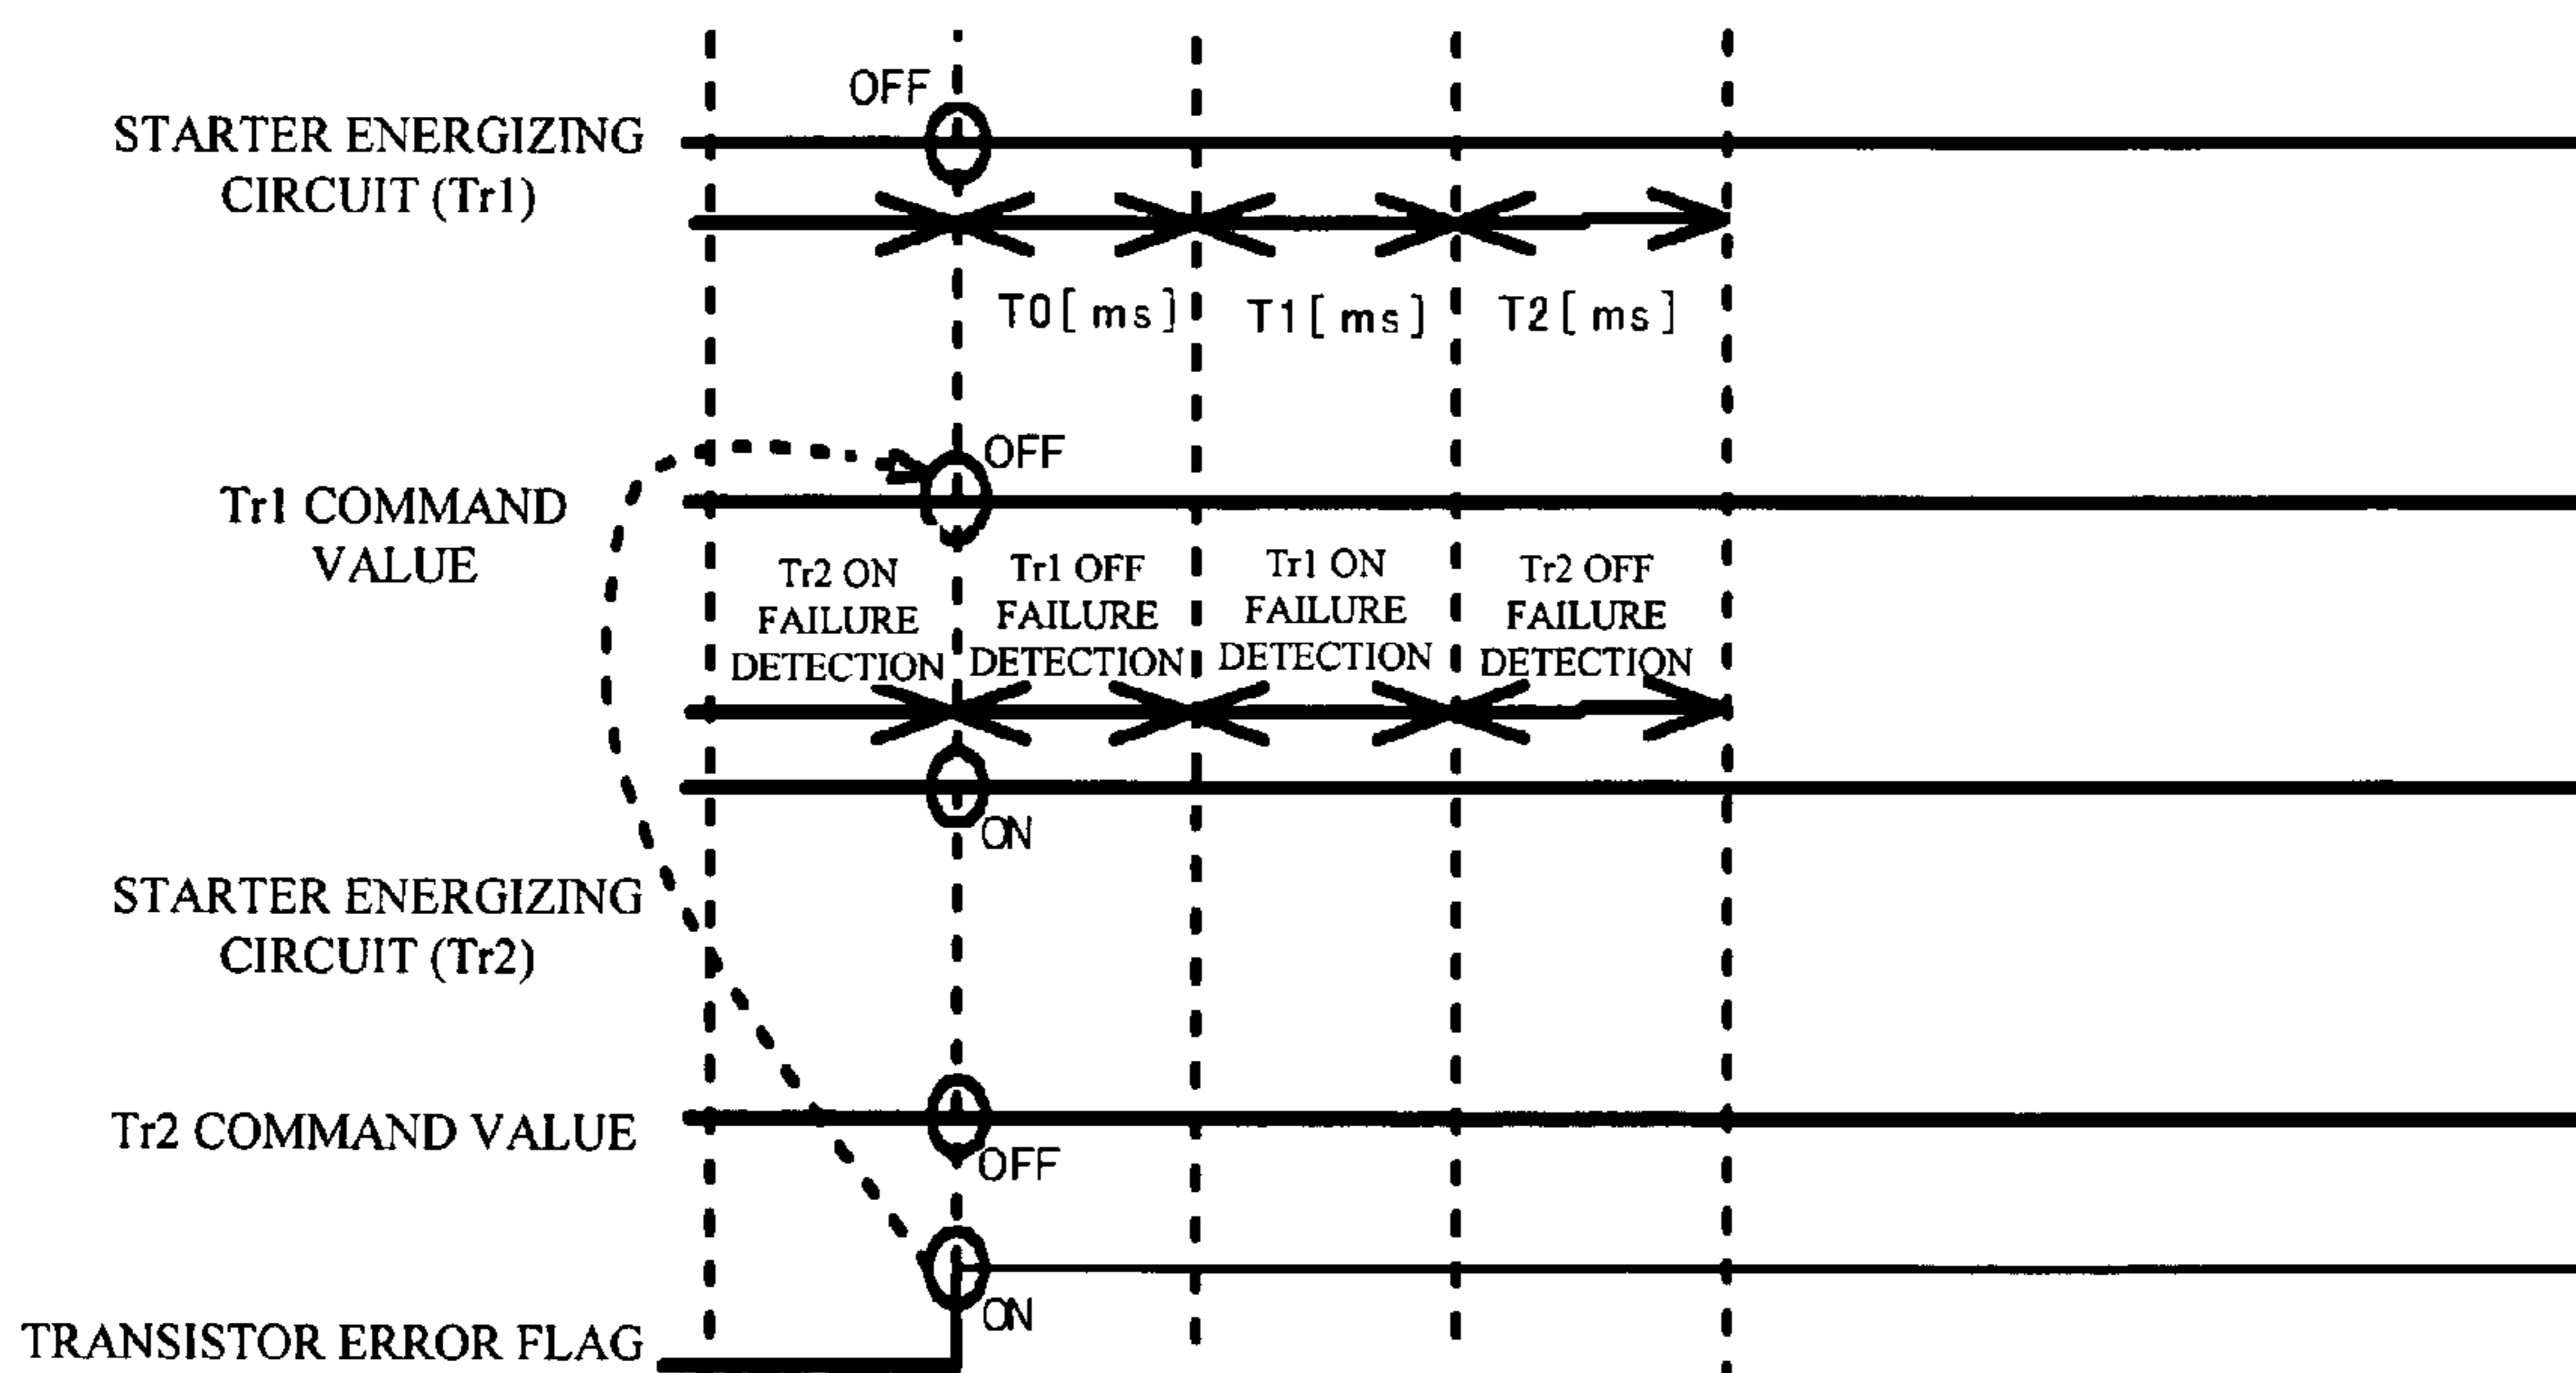 OFF
STARTER ENERGIZING
CIRCUIT (Tr1)
T0[ms]
T1[ms]
T2[ms]
OFF
Tr1 COMMAND
VALUE
Tr2 ON
FAILURE
DETECTION
Tr1 OFF
FAILURE
DETECTION
Tr1 ON
FAILURE
DETECTION
Tr2 OFF
FAILURE
DETECTION
ON
STARTER ENERGIZING
CIRCUIT (Tr2)
Tr2 COMMAND VALUE
OFF
ON
TRANSISTOR ERROR FLAG